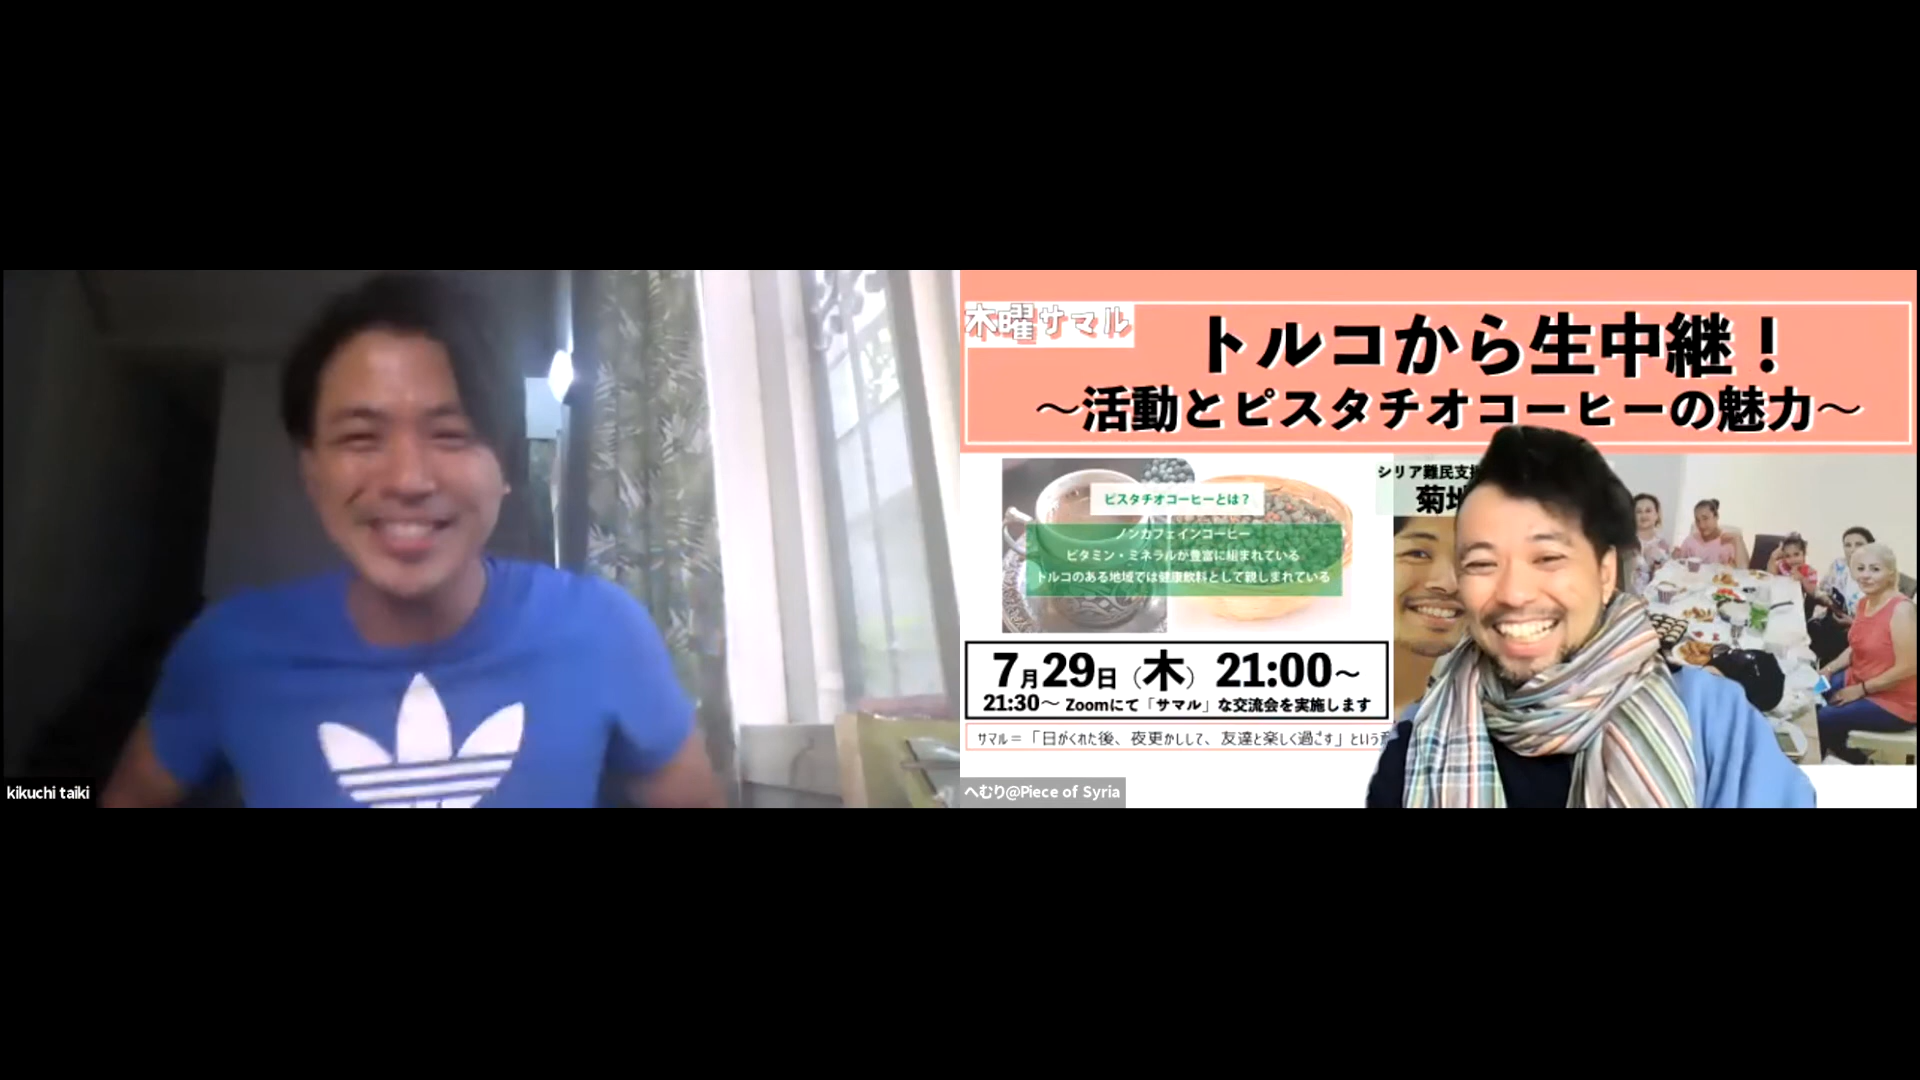 木曜サマル
トルコから生中継！
〜活動とピスタチオコーヒーの魅力〜
ピスタチオコーヒーとは？
ノンカフェインコーヒー
ビタミン・ミネラルが豊富に組まれている
トルコのある地域では健康飲料として親しまれている
シリア難民支援
菊地
7月29日（木）21:00〜
21:30〜 Zoomにて「サマル」な交流会を実施します
サマル＝「日がくれた後、夜更かしして、友達と楽しく過ごす」という
kikuchi taiki
へむり@Piece of Syria